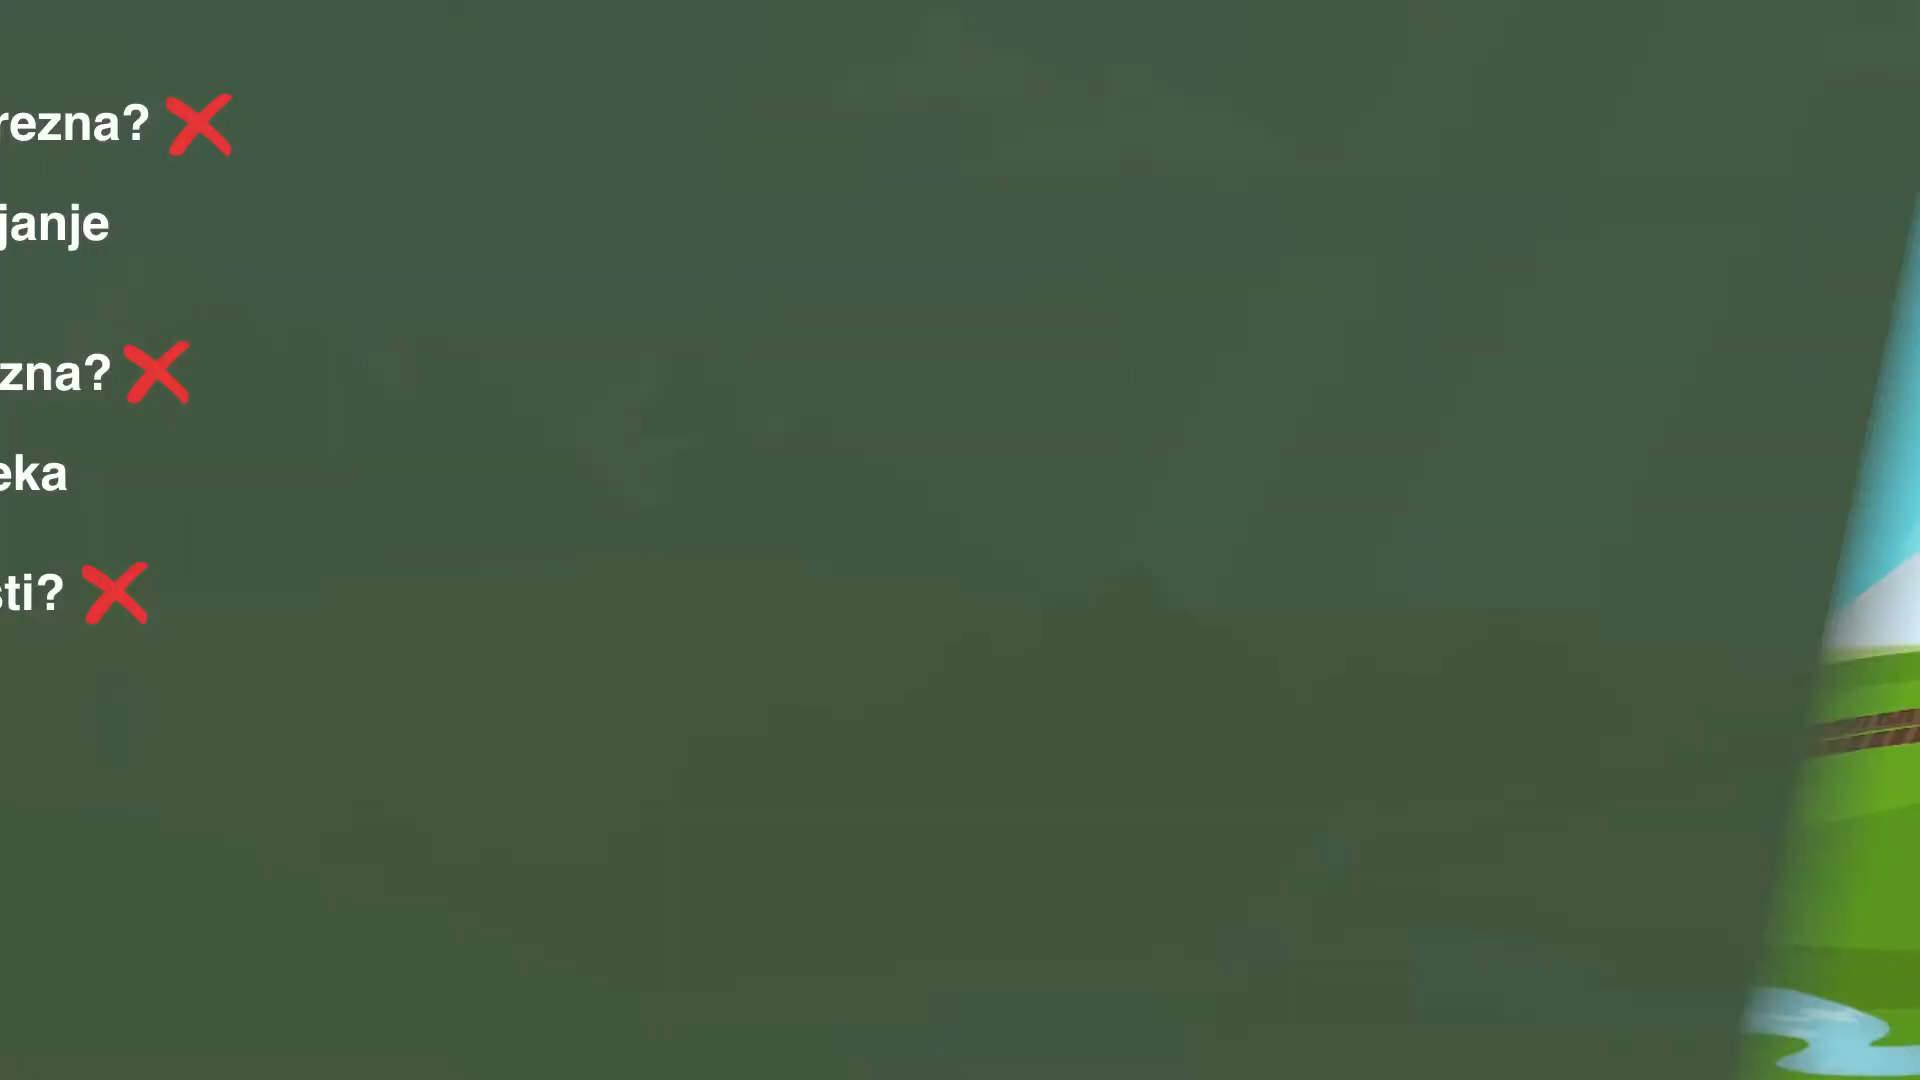 rezna? ❌
janje
zna? ❌
eka
sti? ❌